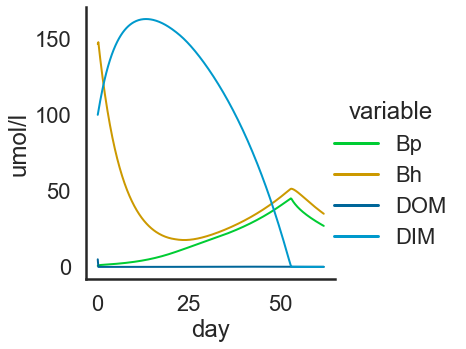 umol/l
150
100
50
0
0 25 50
day
variable
Bp
Bh
DOM
DIM